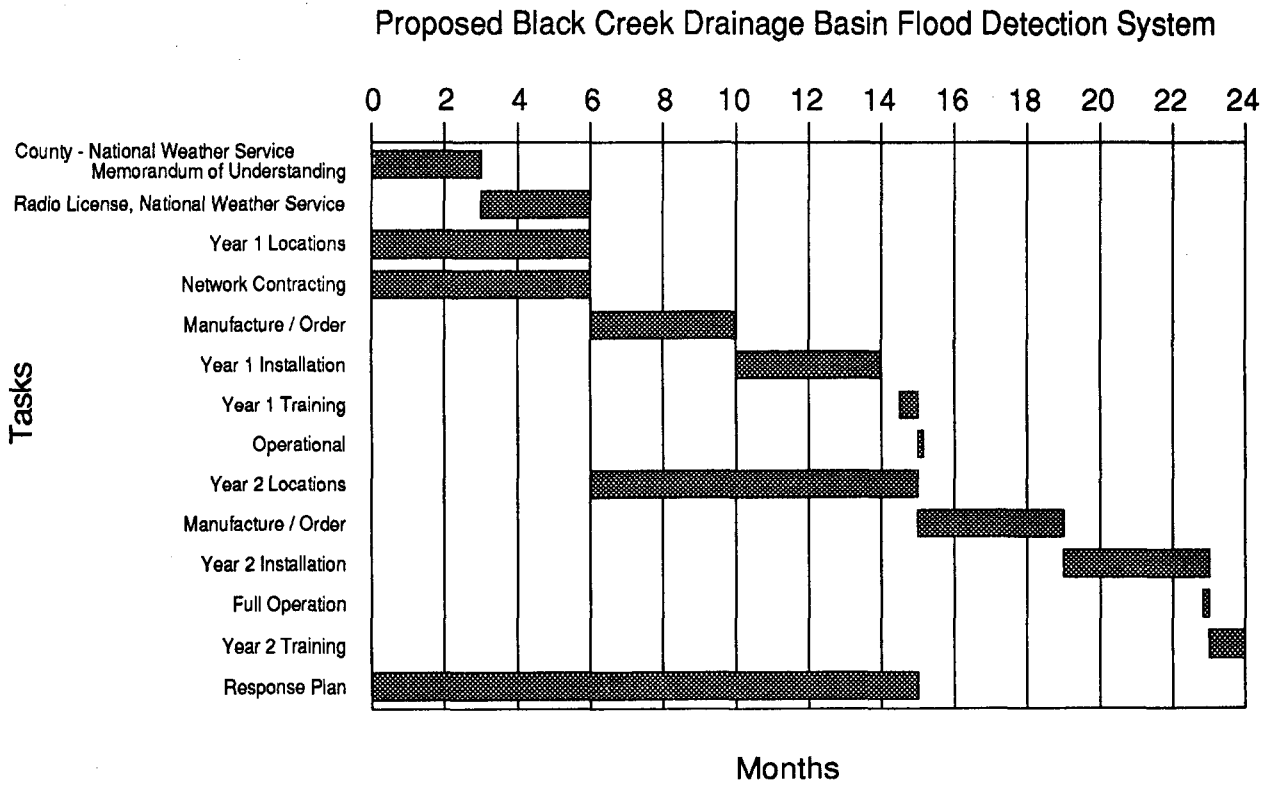 Proposed Black Creek Drainage Basin Flood Detection System
0 2 4 6 8 10 12 14 16 18 20 22 24
County - National Weather Service
Memorandum of Understanding
Radio License, National Weather Service
Year 1 Locations
Network Contracting
Manufacture / Order
Year 1 Installation
Year 1 Training
Operational
Year 2 Locations
Manufacture / Order
Year 2 Installation
Full Operation
Year 2 Training
Response Plan
Tasks
Months